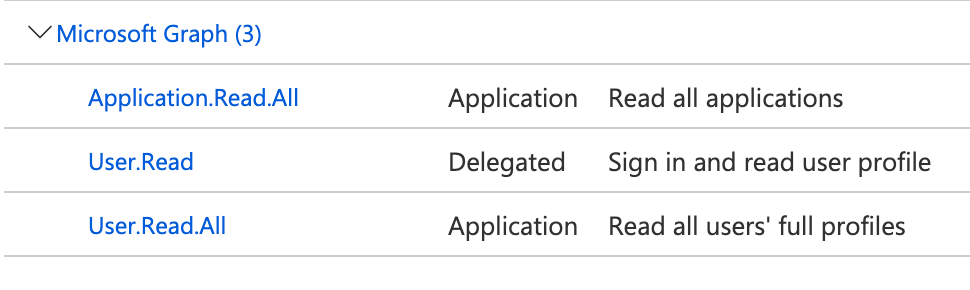 Microsoft Graph (3)
Application.Read.All Application Read all applications
User.Read Delegated Sign in and read user profile
User.Read.All Application Read all users' full profiles